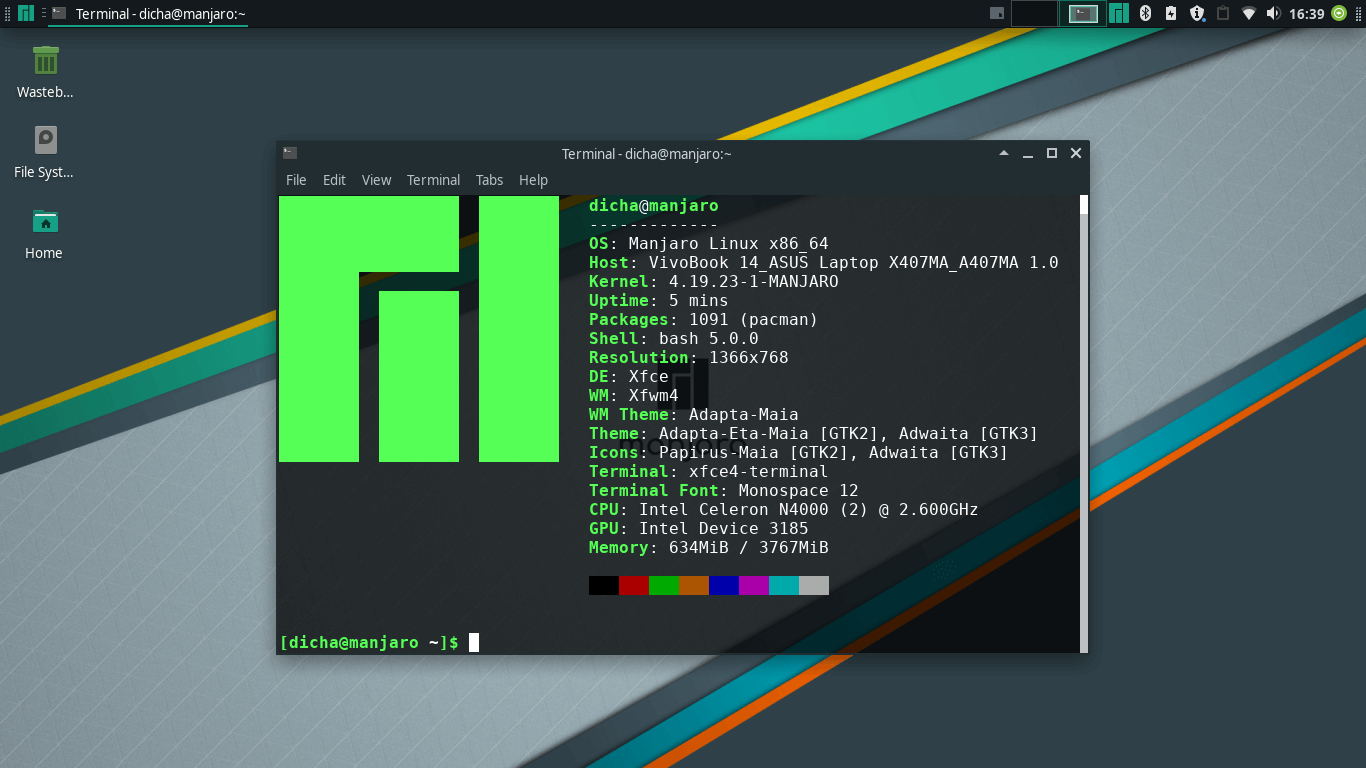 Terminal - dicha@manjaro:~
16:39
Wasteb...
File Syst...
Home
Terminal - dicha@manjaro:~
File Edit View Terminal Tabs Help
dicha@manjaro
-------------
OS: Manjaro Linux x86_64
Host: VivoBook 14_ASUS Laptop X407MA_A407MA 1.0
Kernel: 4.19.23-1-MANJARO
Uptime: 5 mins
Packages: 1091 (pacman)
Shell: bash 5.0.0
Resolution: 1366x768
DE: Xfce
WM: Xfwm4
WM Theme: Adapta-Maia
Theme: Adapta-Eta-Maia [GTK2], Adwaita [GTK3]
Icons: Papirus-Maia [GTK2], Adwaita [GTK3]
Terminal: xfce4-terminal
Terminal Font: Monospace 12
CPU: Intel Celeron N4000 (2) @ 2.600GHz
GPU: Intel Device 3185
Memory: 634MiB / 3767MiB
manjaro
[dicha@manjaro ~]$